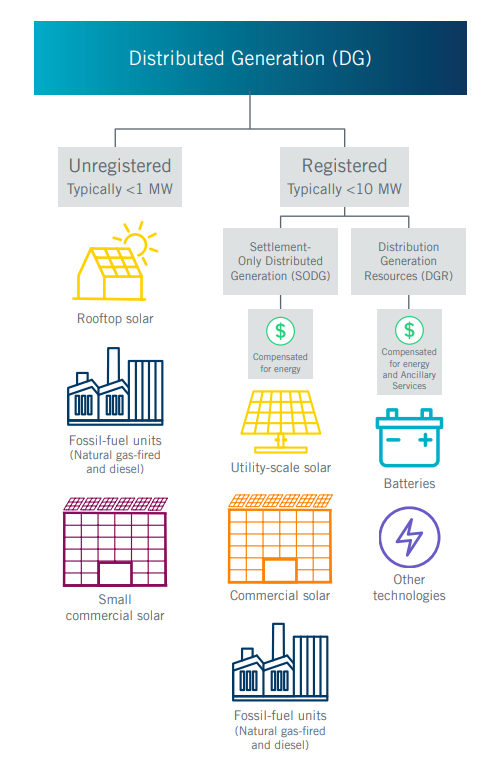 Distributed Generation (DG)
Unregistered
Typically <1 MW
Rooftop solar
Fossil-fuel units
(Natural gas-fired
and diesel)
Small
commercial solar
Registered
Typically <10 MW
Settlement-
Only Distributed
Generation (SODG)
$
Compensated
for energy
Utility-scale solar
Commercial solar
Fossil-fuel units
(Natural gas-fired
and diesel)
Distribution
Generation
Resources (DGR)
$
Compensated
for energy
and Ancillary
Services
Batteries
Other
technologies